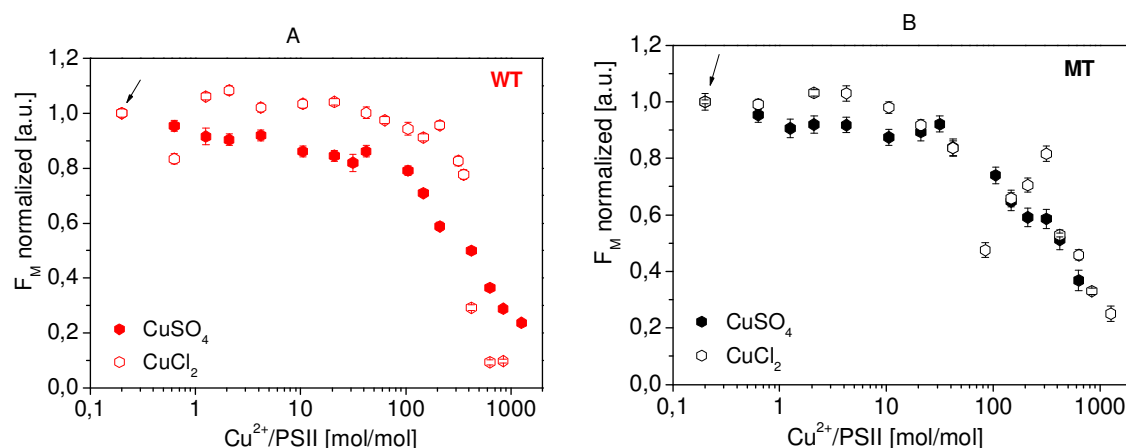 A
1,2
1,0
0,8
0,6
0,4
0,2
0,0
F_M normalized [a.u.]
WT
CuSO₄
CuCl₂
0,1 1 10 100 1000
Cu²⁺/PSII [mol/mol]
B
1,2
1,0
0,8
0,6
0,4
0,2
0,0
F_M normalized [a.u.]
MT
CuSO₄
CuCl₂
0,1 1 10 100 1000
Cu²⁺/PSII [mol/mol]